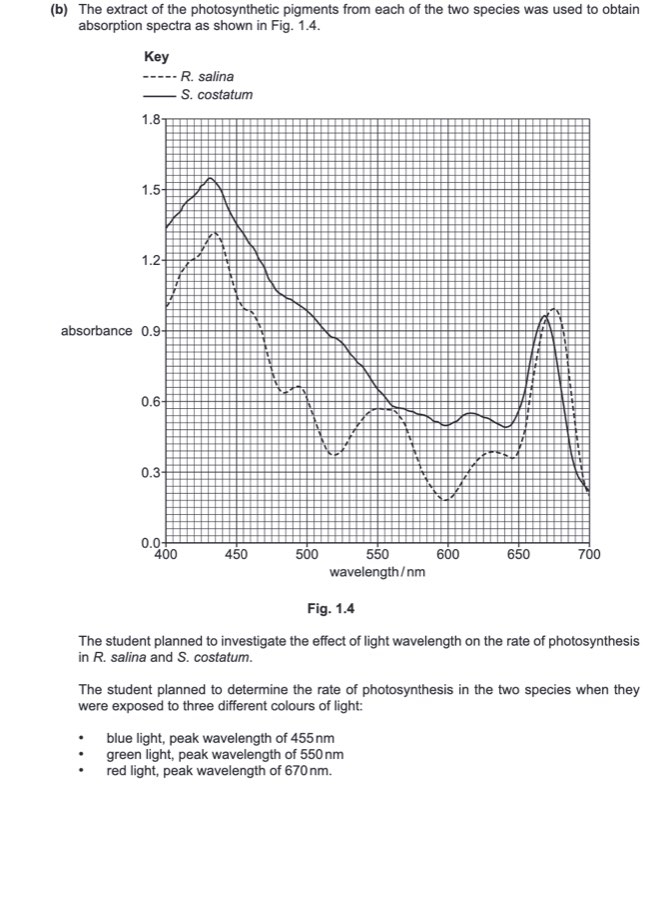 (b) The extract of the photosynthetic pigments from each of the two species was used to obtain
absorption spectra as shown in Fig. 1.4.
Key
R. salina
S. costatum
1.8
1.5
1.2
absorbance 0.9
0.6
0.3
0.0
400 450 500 550 600 650 700
wavelength/nm
Fig. 1.4
The student planned to investigate the effect of light wavelength on the rate of photosynthesis
in R. salina and S. costatum.
The student planned to determine the rate of photosynthesis in the two species when they
were exposed to three different colours of light:
• blue light, peak wavelength of 455 nm
• green light, peak wavelength of 550 nm
• red light, peak wavelength of 670 nm.